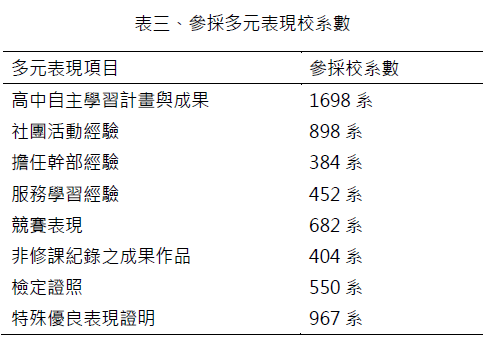 表三、參採多元表現校系數
多元表現項目 參採校系數
高中自主學習計畫與成果 1698 系
社團活動經驗 898 系
擔任幹部經驗 384 系
服務學習經驗 452 系
競賽表現 682 系
非修課紀錄之成果作品 404 系
檢定證照 550 系
特殊優良表現證明 967 系